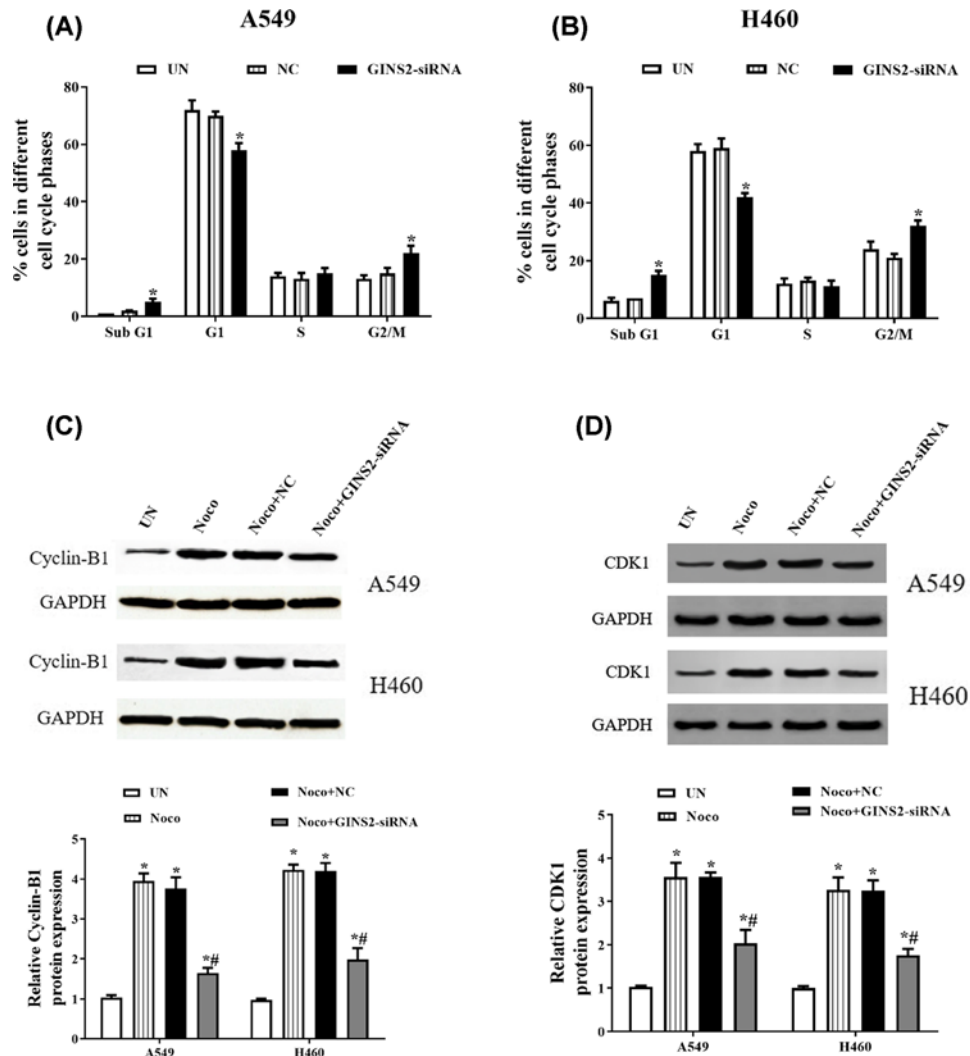 (A)
A549
UN
NC
GINS2-siRNA
% cells in different
cell cycle phases
80
60
40
20
0
*
*
*
Sub G1
G1
S
G2/M
(B)
H460
UN
NC
GINS2-siRNA
% cells in different
cell cycle phases
80
60
40
20
0
*
*
*
Sub G1
G1
S
G2/M
(C)
UN
Noco
Noco+NC
Noco+GINS2-siRNA
Cyclin-B1
GAPDH
A549
Cyclin-B1
GAPDH
H460
UN
Noco
Noco+NC
Noco+GINS2-siRNA
Relative Cyclin-B1
protein expression
5
4
3
2
1
0
*
*
*#
*
*
*#
A549
H460
(D)
UN
Noco
Noco+NC
Noco+GINS2-siRNA
CDK1
GAPDH
A549
CDK1
GAPDH
H460
UN
Noco
Noco+NC
Noco+GINS2-siRNA
Relative CDK1
protein expression
5
4
3
2
1
0
*
*
*#
*
*
*#
A549
H460